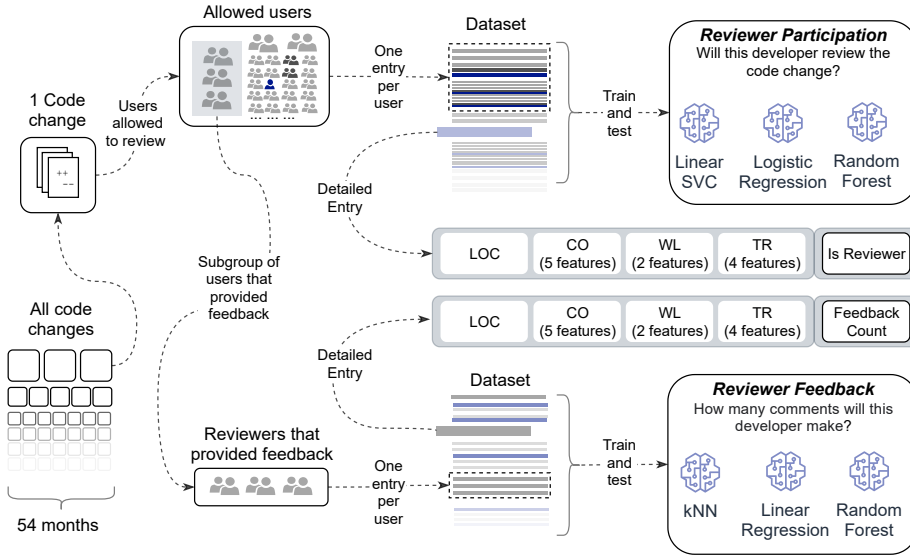 Allowed users
Dataset
One
entry
per
user
Train
and
test
Reviewer Participation
Will this developer review the
code change?
Linear
SVC
Logistic
Regression
Random
Forest
1 Code
change
++
--
Users
allowed
to review
... ... ...
Detailed
Entry
LOC
CO
(5 features)
WL
(2 features)
TR
(4 features)
Is Reviewer
Subgroup of
users that
provided
feedback
LOC
CO
(5 features)
WL
(2 features)
TR
(4 features)
Feedback
Count
All code
changes
54 months
Detailed
Entry
Dataset
Reviewers that
provided feedback
One
entry
per
user
Train
and
test
Reviewer Feedback
How many comments will this
developer make?
kNN
Linear
Regression
Random
Forest